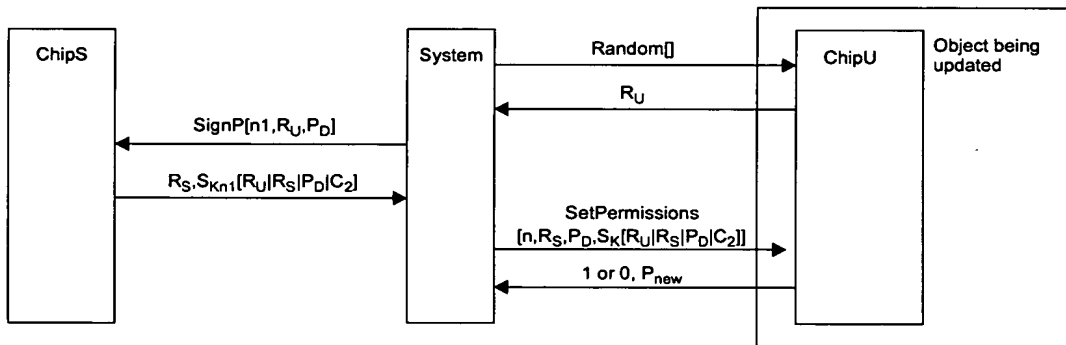 ChipS
System
ChipU
Object being
updated
Random[]
R_U
SignP[n1,R_U,P_D]
R_S,S_Kn1[R_U|R_S|P_D|C_2]
SetPermissions
[n,R_S,P_D,S_K[R_U|R_S|P_D|C_2]]
1 or 0, P_new